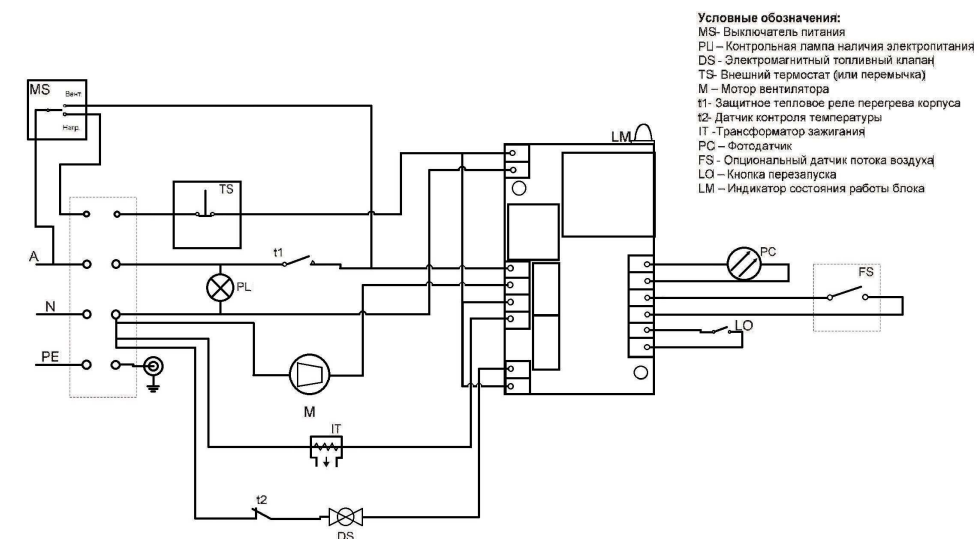 Условные обозначения:
MS- Выключатель питания
PL – Контрольная лампа наличия электропитания
DS - Электромагнитный топливный клапан
TS- Внешний термостат (или перемычка)
M – Мотор вентилятора
t1- Защитное тепловое реле перегрева корпуса
t2- Датчик контроля температуры
IT -Трансформатор зажигания
PC – Фотодатчик
FS - Опциональный датчик потока воздуха
LO – Кнопка перезапуска
LM – Индикатор состояния работы блока
MS
Вент.
Нагр.
LM
TS
A
t1
PL
N
PE
M
IT
t2
DS
PC
FS
LO